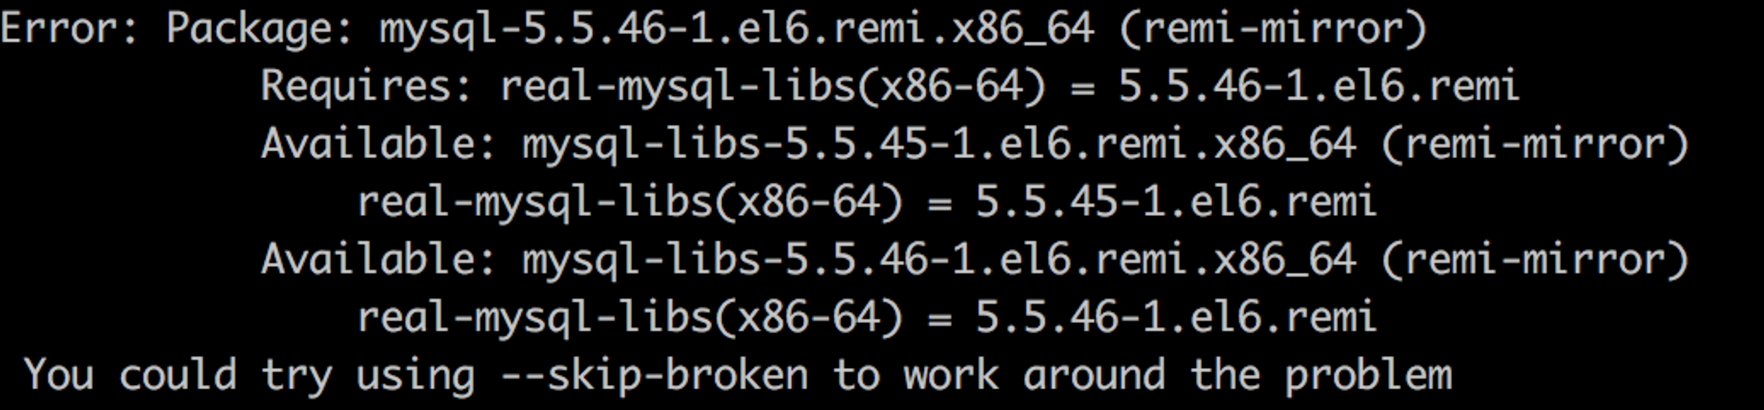 Error: Package: mysql-5.5.46-1.el6.remi.x86_64 (remi-mirror)
Requires: real-mysql-libs(x86-64) = 5.5.46-1.el6.remi
Available: mysql-libs-5.5.45-1.el6.remi.x86_64 (remi-mirror)
real-mysql-libs(x86-64) = 5.5.45-1.el6.remi
Available: mysql-libs-5.5.46-1.el6.remi.x86_64 (remi-mirror)
real-mysql-libs(x86-64) = 5.5.46-1.el6.remi
You could try using --skip-broken to work around the problem